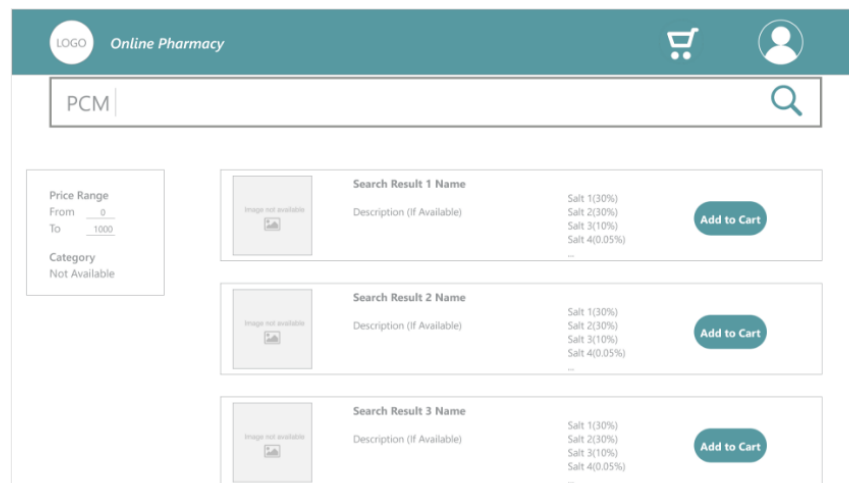 LOGO
Online Pharmacy
PCM
Price Range
From 0
To 1000
Category
Not Available
Image not available
Search Result 1 Name
Description (If Available)
Salt 1(30%)
Salt 2(30%)
Salt 3(10%)
Salt 4(0.05%)
...
Add to Cart
Image not available
Search Result 2 Name
Description (If Available)
Salt 1(30%)
Salt 2(30%)
Salt 3(10%)
Salt 4(0.05%)
...
Add to Cart
Image not available
Search Result 3 Name
Description (If Available)
Salt 1(30%)
Salt 2(30%)
Salt 3(10%)
Salt 4(0.05%)
...
Add to Cart